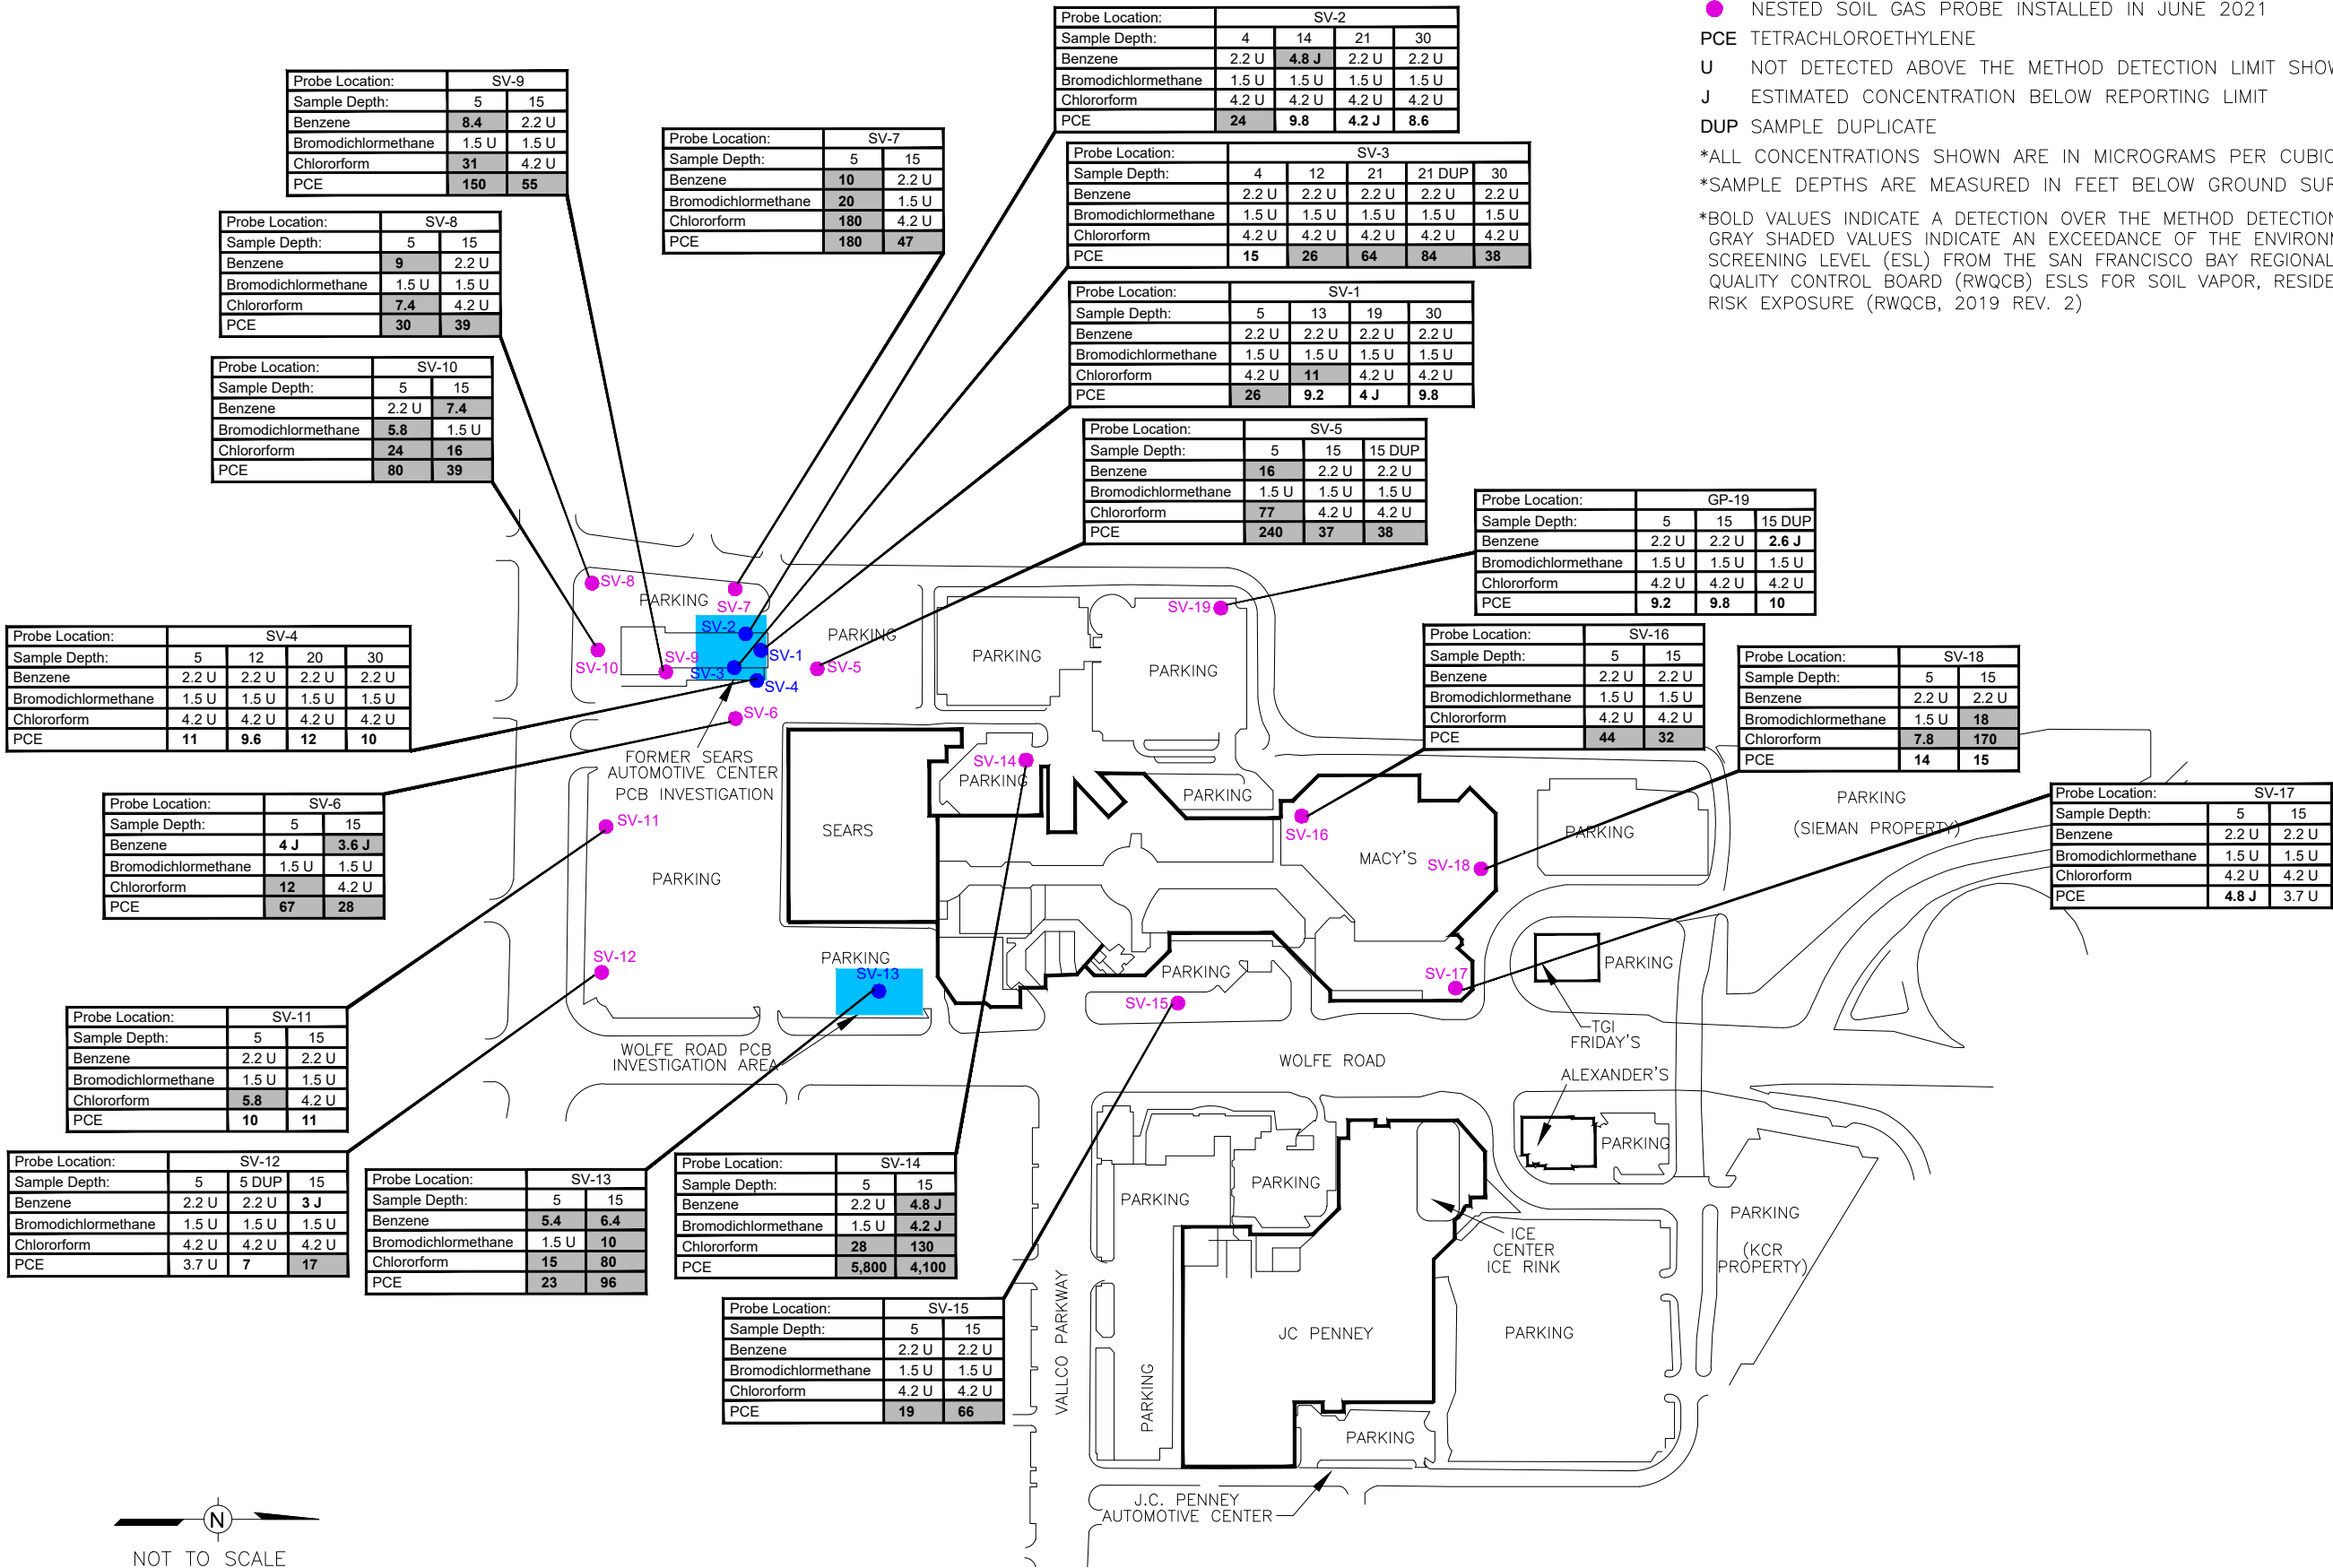 NESTED SOIL GAS PROBE INSTALLED IN JUNE 2021
PCE TETRACHLOROETHYLENE
U NOT DETECTED ABOVE THE METHOD DETECTION LIMIT
J ESTIMATED CONCENTRATION BELOW REPORTING LIMIT
DUP SAMPLE DUPLICATE
*ALL CONCENTRATIONS SHOWN ARE IN MICROGRAMS PER
*SAMPLE DEPTHS ARE MEASURED IN FEET BELOW GROUND
*BOLD VALUES INDICATE A DETECTION OVER THE METHOD DETECTION
GRAY SHADED VALUES INDICATE AN EXCEEDANCE OF THE
SCREENING LEVEL (ESL) FROM THE SAN FRANCISCO BAY REGIONAL
QUALITY CONTROL BOARD (RWQCB) ESLS FOR SOIL VAPOR,
RISK EXPOSURE (RWQCB, 2019 REV. 2)
Probe Location: SV-2
Sample Depth: 4 14 21 30
Benzene 2.2 U 4.8 J 2.2 U 2.2 U
Bromodichlormethane 1.5 U 1.5 U 1.5 U 1.5 U
Chlororform 4.2 U 4.2 U 4.2 U 4.2 U
PCE 24 9.8 4.2 J 8.6
Probe Location: SV-9
Sample Depth: 5 15
Benzene 8.4 2.2 U
Bromodichlormethane 1.5 U 1.5 U
Chlororform 31 4.2 U
PCE 150 55
Probe Location: SV-7
Sample Depth: 5 15
Benzene 10 2.2 U
Bromodichlormethane 20 1.5 U
Chlororform 180 4.2 U
PCE 180 47
Probe Location: SV-3
Sample Depth: 4 12 21 21 DUP 30
Benzene 2.2 U 2.2 U 2.2 U 2.2 U 2.2 U
Bromodichlormethane 1.5 U 1.5 U 1.5 U 1.5 U 1.5 U
Chlororform 4.2 U 4.2 U 4.2 U 4.2 U 4.2 U
PCE 15 26 64 84 38
Probe Location: SV-8
Sample Depth: 5 15
Benzene 9 2.2 U
Bromodichlormethane 1.5 U 1.5 U
Chlororform 7.4 4.2 U
PCE 30 39
Probe Location: SV-1
Sample Depth: 5 13 19 30
Benzene 2.2 U 2.2 U 2.2 U 2.2 U
Bromodichlormethane 1.5 U 1.5 U 1.5 U 1.5 U
Chlororform 4.2 U 11 4.2 U 4.2 U
PCE 26 9.2 4 J 9.8
Probe Location: SV-10
Sample Depth: 5 15
Benzene 2.2 U 7.4
Bromodichlormethane 5.8 1.5 U
Chlororform 24 16
PCE 80 39
Probe Location: SV-5
Sample Depth: 5 15 15 DUP
Benzene 16 2.2 U 2.2 U
Bromodichlormethane 1.5 U 1.5 U 1.5 U
Chlororform 77 4.2 U 4.2 U
PCE 240 37 38
Probe Location: GP-19
Sample Depth: 5 15 15 DUP
Benzene 2.2 U 2.2 U 2.6 J
Bromodichlormethane 1.5 U 1.5 U 1.5 U
Chlororform 4.2 U 4.2 U 4.2 U
PCE 9.2 9.8 10
Probe Location: SV-4
Sample Depth: 5 12 20 30
Benzene 2.2 U 2.2 U 2.2 U 2.2 U
Bromodichlormethane 1.5 U 1.5 U 1.5 U 1.5 U
Chlororform 4.2 U 4.2 U 4.2 U 4.2 U
PCE 11 9.6 12 10
Probe Location: SV-16
Sample Depth: 5 15
Benzene 2.2 U 2.2 U
Bromodichlormethane 1.5 U 1.5 U
Chlororform 4.2 U 4.2 U
PCE 44 32
Probe Location: SV-18
Sample Depth: 5 15
Benzene 2.2 U 2.2 U
Bromodichlormethane 1.5 U 18
Chlororform 7.8 170
PCE 14 15
Probe Location: SV-17
Sample Depth: 5 15
Benzene 2.2 U 2.2 U
Bromodichlormethane 1.5 U 1.5 U
Chlororform 4.2 U 4.2 U
PCE 4.8 J 3.7 U
Probe Location: SV-6
Sample Depth: 5 15
Benzene 4 J 3.6 J
Bromodichlormethane 1.5 U 1.5 U
Chlororform 12 4.2 U
PCE 67 28
SV-8
PARKING
SV-7
SV-2
SV-1
SV-10
SV-9
SV-3
SV-4
SV-5
PARKING
SV-6
SV-19
PARKING
PARKING
FORMER SEARS
AUTOMOTIVE CENTER
PCB INVESTIGATION
SV-14
PARKING
PARKING
SV-11
SEARS
SV-16
MACY'S
SV-18
PARKING
PARKING
(SIEMAN PROPERTY)
PARKING
SV-12
PARKING
SV-13
PARKING
SV-15
SV-17
PARKING
TGI
FRIDAY'S
WOLFE ROAD PCB
INVESTIGATION AREA
WOLFE ROAD
ALEXANDER'S
PARKING
Probe Location: SV-11
Sample Depth: 5 15
Benzene 2.2 U 2.2 U
Bromodichlormethane 1.5 U 1.5 U
Chlororform 5.8 4.2 U
PCE 10 11
Probe Location: SV-12
Sample Depth: 5 5 DUP 15
Benzene 2.2 U 2.2 U 3 J
Bromodichlormethane 1.5 U 1.5 U 1.5 U
Chlororform 4.2 U 4.2 U 4.2 U
PCE 3.7 U 7 17
Probe Location: SV-13
Sample Depth: 5 15
Benzene 5.4 6.4
Bromodichlormethane 1.5 U 10
Chlororform 15 80
PCE 23 96
Probe Location: SV-14
Sample Depth: 5 15
Benzene 2.2 U 4.8 J
Bromodichlormethane 1.5 U 4.2 J
Chlororform 28 130
PCE 5,800 4,100
Probe Location: SV-15
Sample Depth: 5 15
Benzene 2.2 U 2.2 U
Bromodichlormethane 1.5 U 1.5 U
Chlororform 4.2 U 4.2 U
PCE 19 66
PARKING
PARKING
ICE
CENTER
ICE RINK
PARKING
(KCR
PROPERTY)
VALLCO PARKWAY
PARKING
JC PENNEY
PARKING
PARKING
J.C. PENNEY
AUTOMOTIVE CENTER
N
NOT TO SCALE